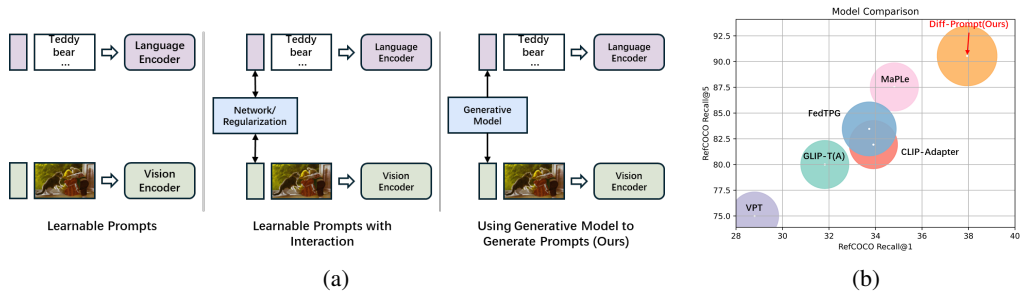 Teddy
bear
...
Language
Encoder
Vision
Encoder
Learnable Prompts
Teddy
bear
...
Language
Encoder
Network/
Regularization
Vision
Encoder
Learnable Prompts with
Interaction
Teddy
bear
...
Language
Encoder
Generative
Model
Vision
Encoder
Using Generative Model to
Generate Prompts (Ours)
(a)
Model Comparison
RefCOCO Recall@5
92.5
90.0
87.5
85.0
82.5
80.0
77.5
75.0
Diff-Prompt(Ours)
MaPLe
FedTPG
CLIP-Adapter
GLIP-T(A)
VPT
28 30 32 34 36 38 40
RefCOCO Recall@1
(b)